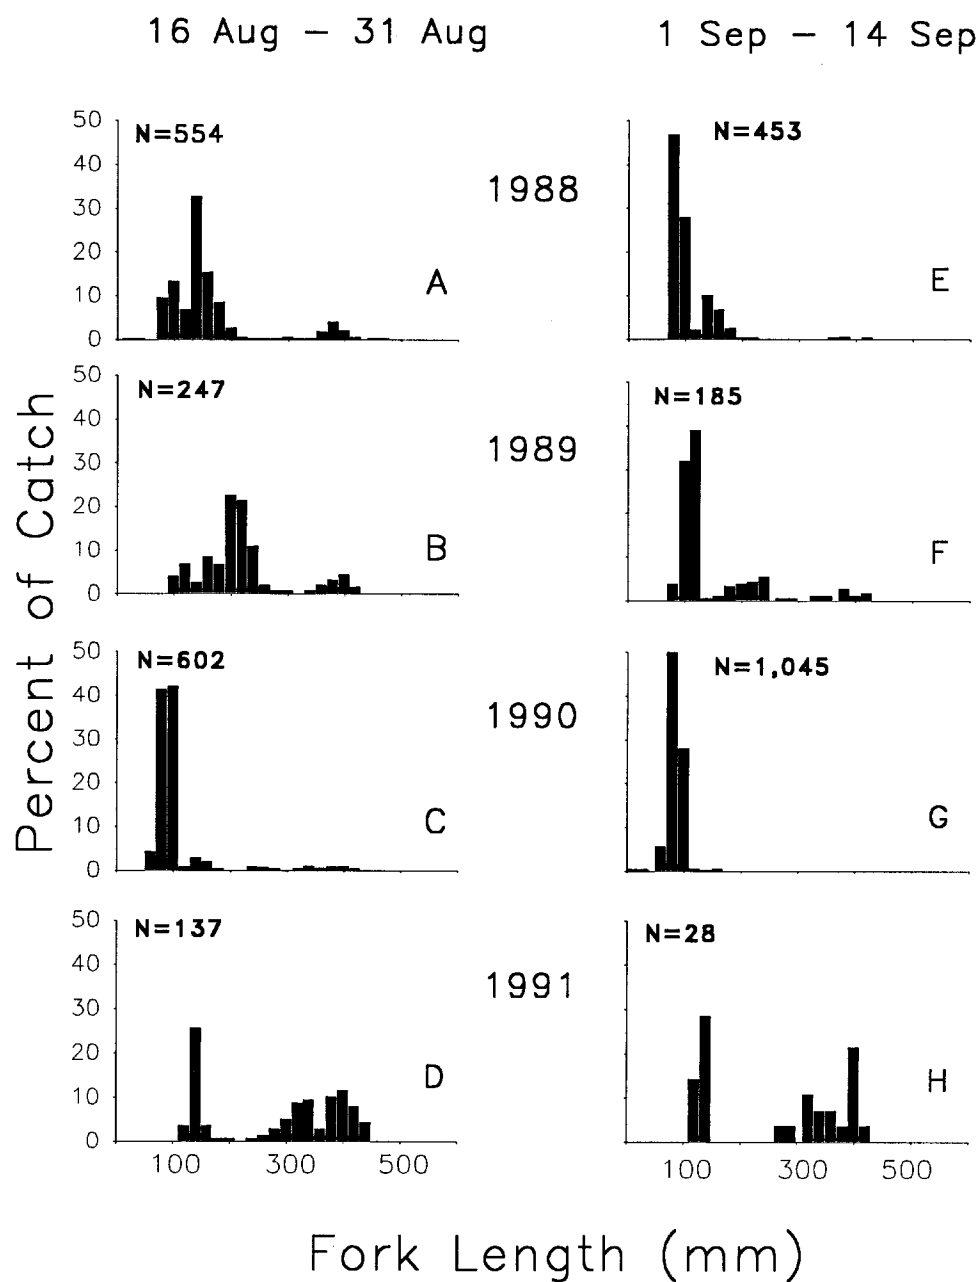 16 Aug - 31 Aug 1 Sep - 14 Sep
Percent of Catch
50
40
30
20
10
0
N=554
A
1988
N=453
E
50
40
30
20
10
0
N=247
B
1989
N=185
F
50
40
30
20
10
0
N=602
C
1990
N=1,045
G
50
40
30
20
10
0
N=137
D
1991
N=28
H
100 300 500 100 300 500
Fork Length (mm)